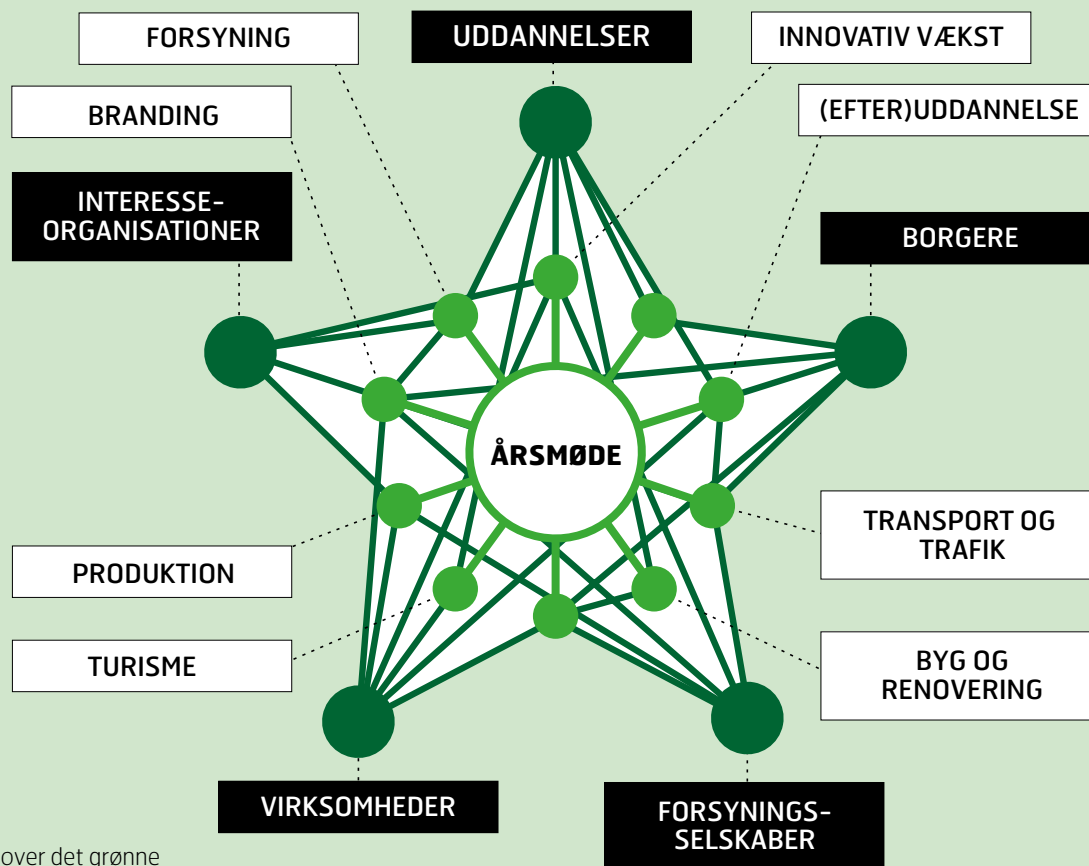 FORSYNING
UDDANNELSER
INNOVATIV VÆKST
BRANDING
(EFTER)UDDANNELSE
INTERESSE-
ORGANISATIONER
BORGERE
ÅRSMØDE
TRANSPORT OG
TRAFIK
PRODUKTION
TURISME
BYG OG
RENOVERING
VIRKSOMHEDER
FORSYNINGS-
SELSKABER
over det grønne